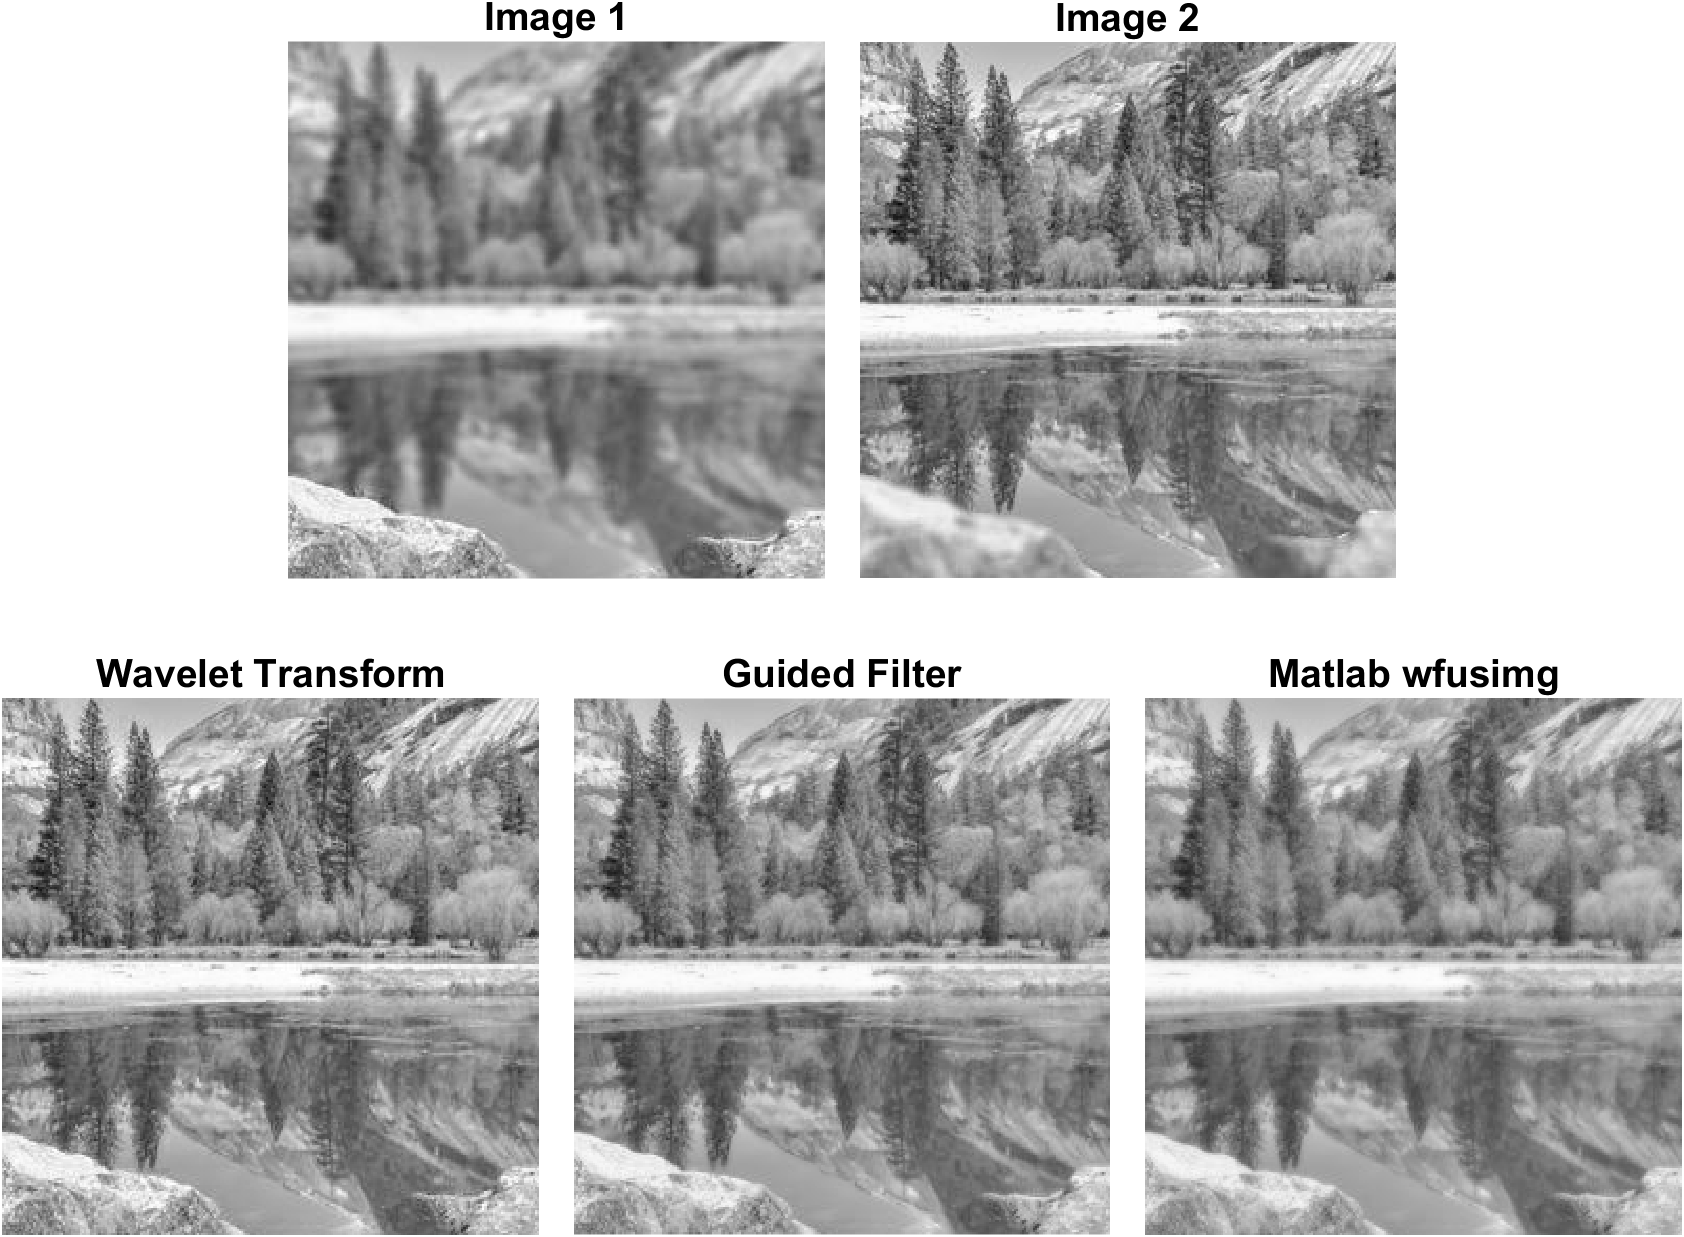 Image 1
Image 2
Wavelet Transform
Guided Filter
Matlab wfusimg